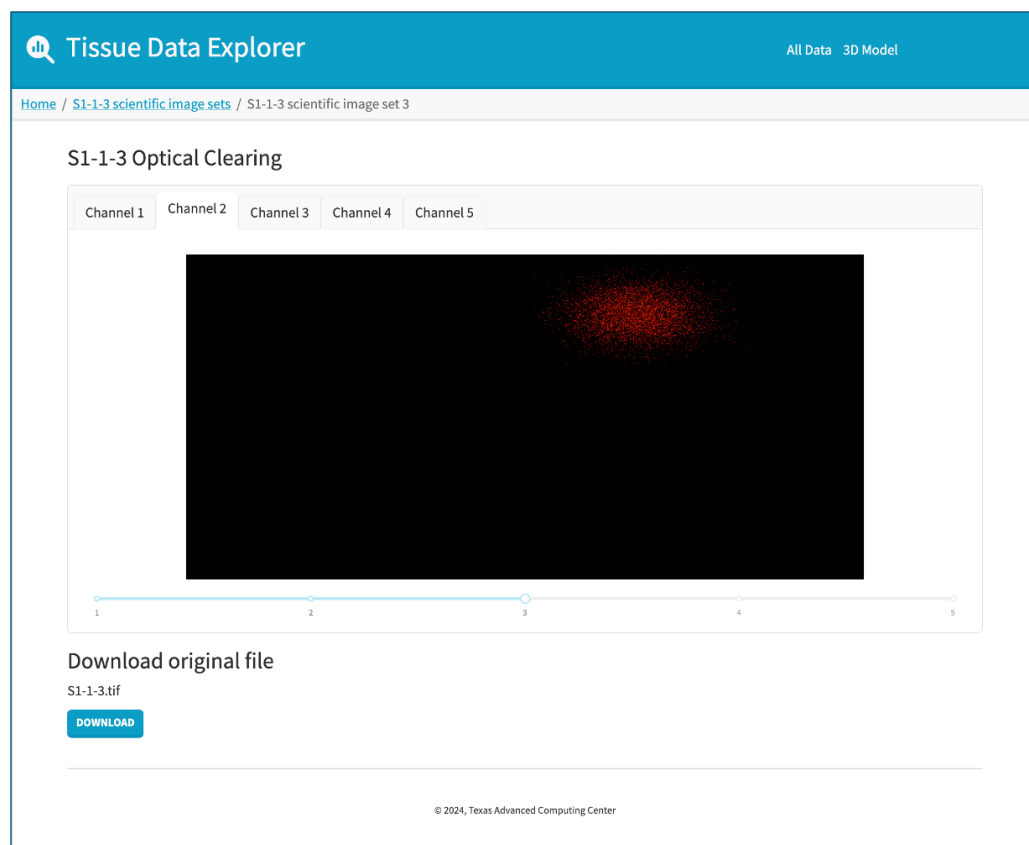 Tissue Data Explorer
All Data 3D Model
Home / S1-1-3 scientific image sets / S1-1-3 scientific image set 3
S1-1-3 Optical Clearing
Channel 1 Channel 2 Channel 3 Channel 4 Channel 5
1 2 3 4 5
Download original file
S1-1-3.tif
DOWNLOAD
© 2024, Texas Advanced Computing Center